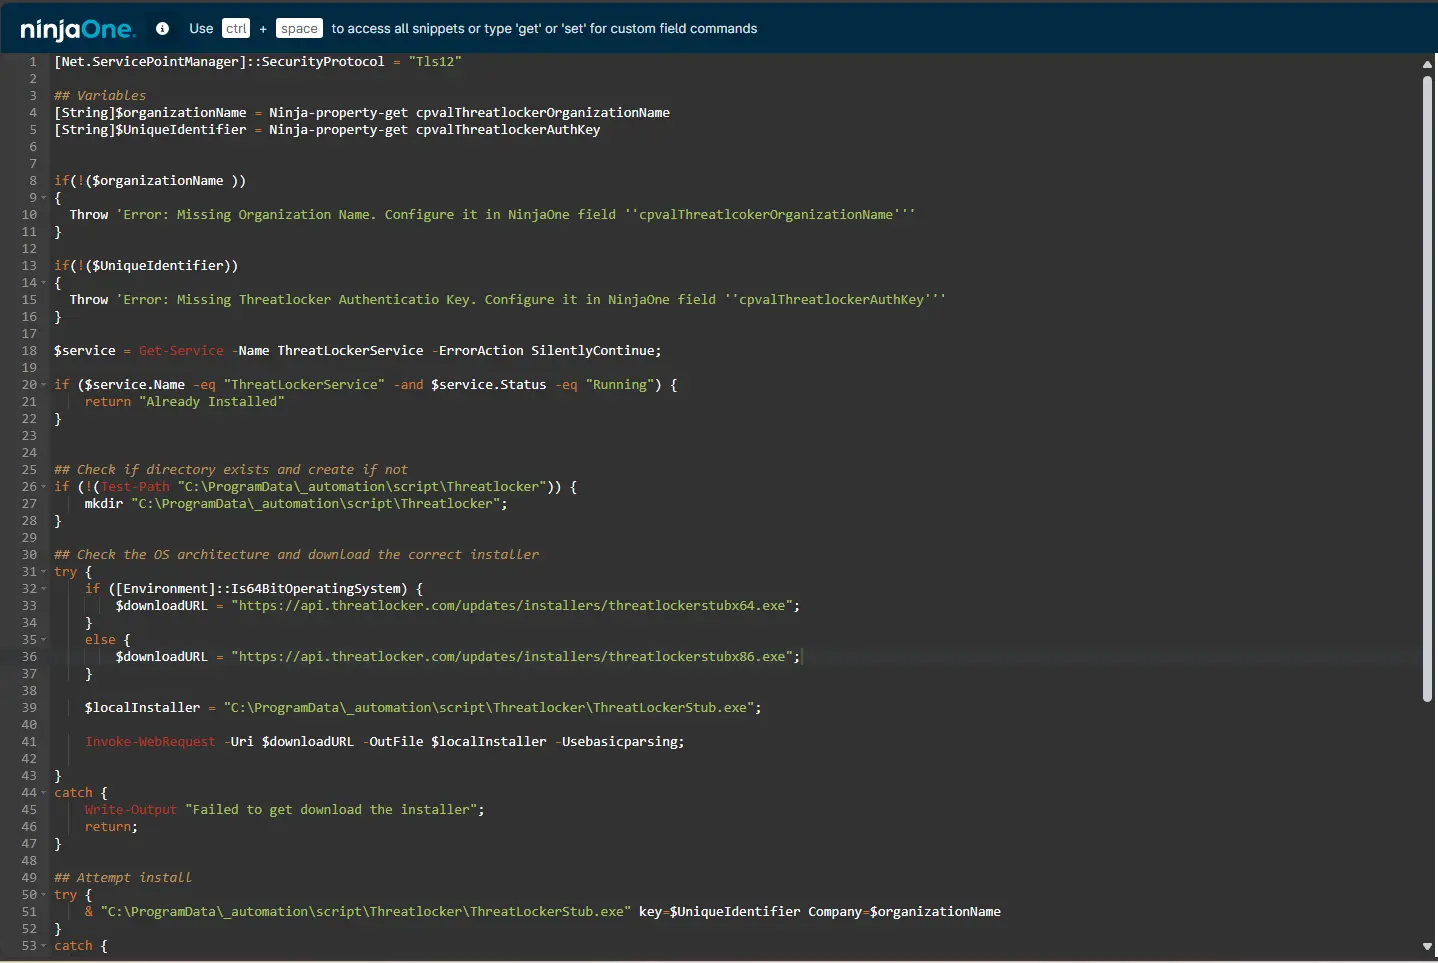 ninjaOne. i Use ctrl + space to access all snippets or type 'get' or 'set' for custom field commands
1 [Net.ServicePointManager]::SecurityProtocol = "Tls12"
2
3 ## Variables
4 [String]$organizationName = Ninja-property-get cpvalThreatlockerOrganizationName
5 [String]$UniqueIdentifier = Ninja-property-get cpvalThreatlockerAuthKey
6
7
8 if(!($organizationName ))
9 {
10   Throw 'Error: Missing Organization Name. Configure it in NinjaOne field ''cpvalThreatlcokerOrganizationName'''
11 }
12
13 if(!($UniqueIdentifier))
14 {
15   Throw 'Error: Missing Threatlocker Authenticatio Key. Configure it in NinjaOne field ''cpvalThreatlockerAuthKey'''
16 }
17
18 $service = Get-Service -Name ThreatLockerService -ErrorAction SilentlyContinue;
19
20 if ($service.Name -eq "ThreatLockerService" -and $service.Status -eq "Running") {
21     return "Already Installed"
22 }
23
24
25 ## Check if directory exists and create if not
26 if (!(Test-Path "C:\ProgramData\_automation\script\Threatlocker")) {
27     mkdir "C:\ProgramData\_automation\script\Threatlocker";
28 }
29
30 ## Check the OS architecture and download the correct installer
31 try {
32     if ([Environment]::Is64BitOperatingSystem) {
33         $downloadURL = "https://api.threatlocker.com/updates/installers/threatlockerstubx64.exe";
34     }
35     else {
36         $downloadURL = "https://api.threatlocker.com/updates/installers/threatlockerstubx86.exe";
37     }
38
39     $localInstaller = "C:\ProgramData\_automation\script\Threatlocker\ThreatLockerStub.exe";
40
41     Invoke-WebRequest -Uri $downloadURL -OutFile $localInstaller -Usebasicparsing;
42
43 }
44 catch {
45     Write-Output "Failed to get download the installer";
46     return;
47 }
48
49 ## Attempt install
50 try {
51     & "C:\ProgramData\_automation\script\Threatlocker\ThreatLockerStub.exe" key=$UniqueIdentifier Company=$organizationName
52 }
53 catch {